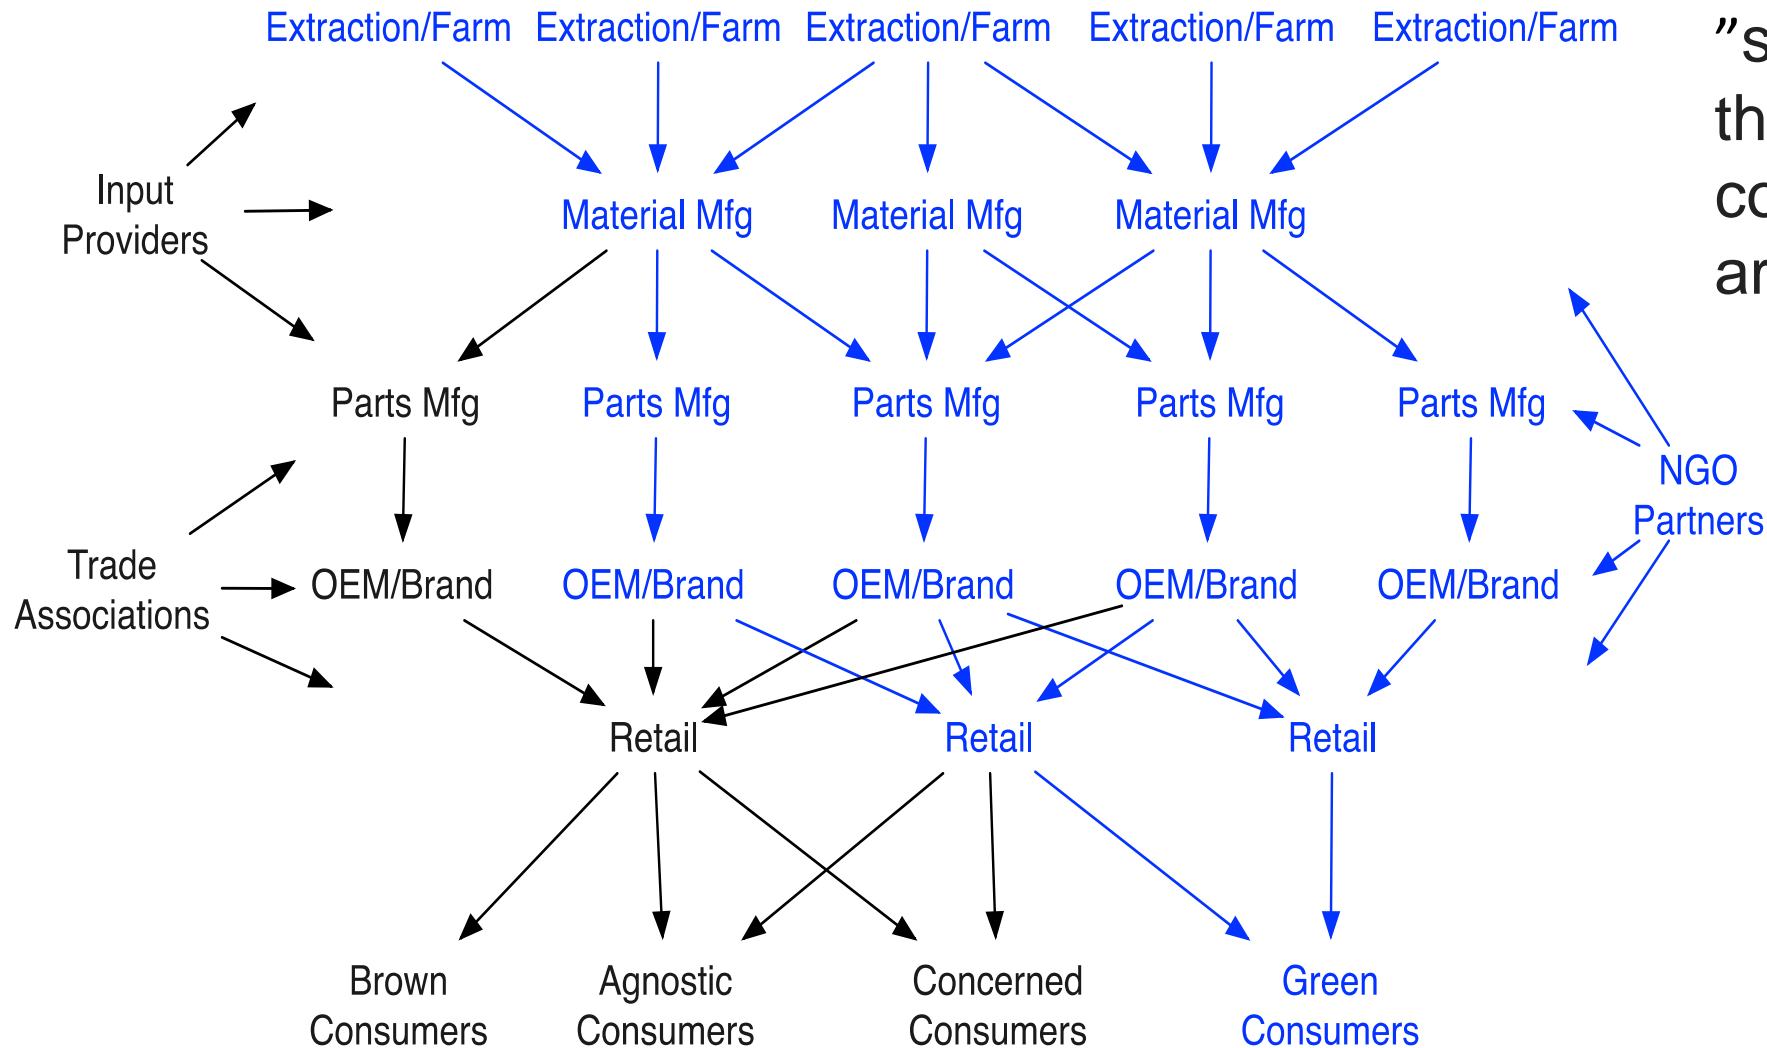 Extraction/Farm Extraction/Farm Extraction/Farm Extraction/Farm Extraction/Farm
Input
Providers
Material Mfg Material Mfg Material Mfg
Parts Mfg Parts Mfg Parts Mfg Parts Mfg Parts Mfg
NGO
Partners
Trade
Associations
OEM/Brand OEM/Brand OEM/Brand OEM/Brand OEM/Brand
Retail Retail Retail
Brown
Consumers
Agnostic
Consumers
Concerned
Consumers
Green
Consumers